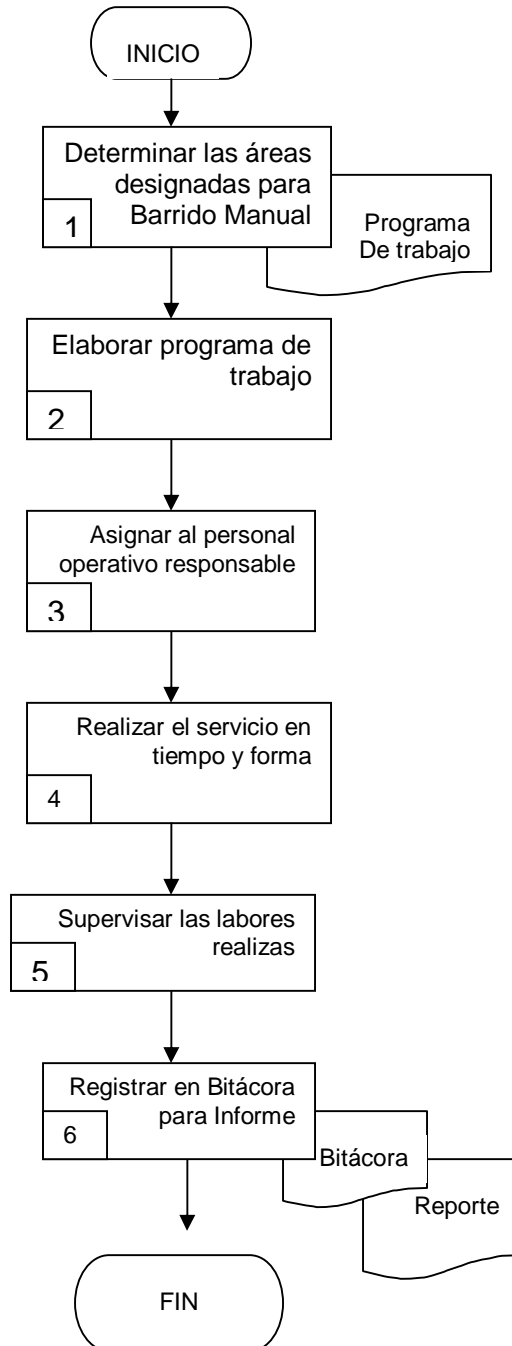 INICIO
Determinar las áreas
designadas para
Barrido Manual
1
Programa
De trabajo
Elaborar programa de
trabajo
2
Asignar al personal
operativo responsable
3
Realizar el servicio en
tiempo y forma
4
Supervisar las labores
realizas
5
Registrar en Bitácora
para Informe
6
Bitácora
Reporte
FIN